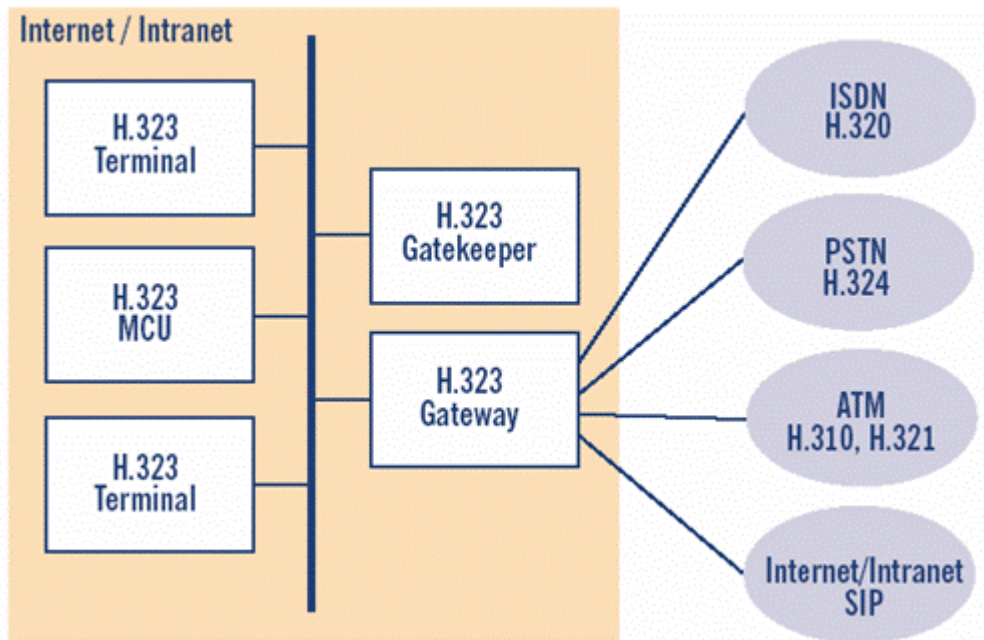 Internet / Intranet
H.323
Terminal
H.323
MCU
H.323
Terminal
H.323
Gatekeeper
H.323
Gateway
ISDN
H.320
PSTN
H.324
ATM
H.310, H.321
Internet/Intranet
SIP